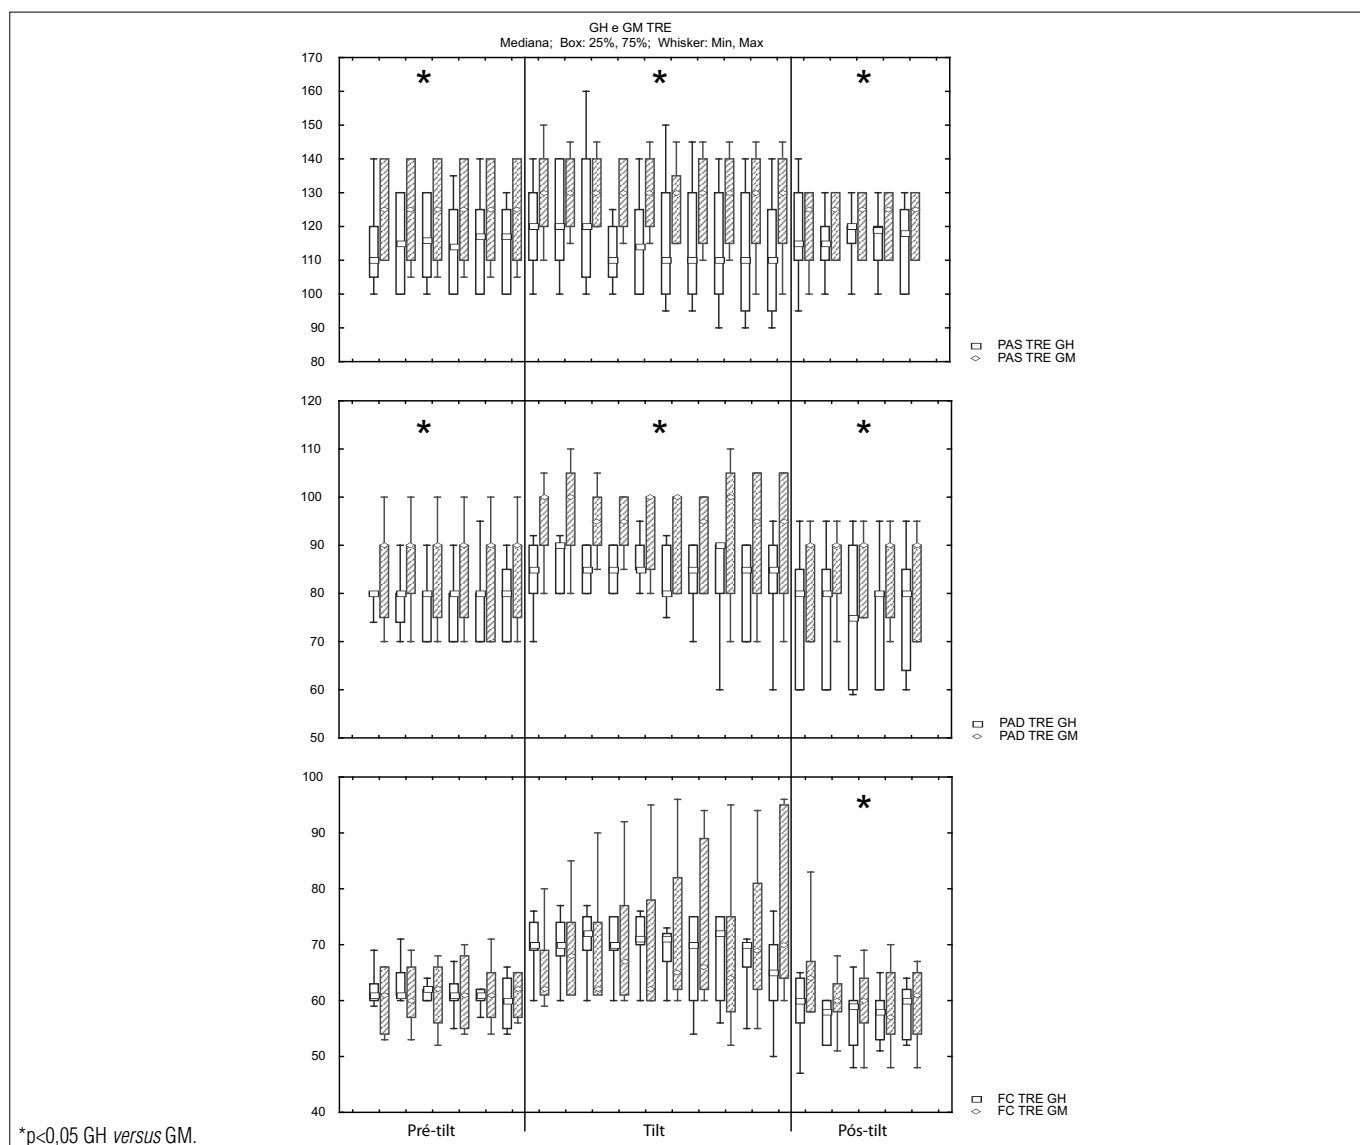 GH e GM TRE
Mediana; Box: 25%, 75%; Whisker: Min, Max
170
160
150
140
130
120
110
100
90
80
*
*
*
PAS TRE GH
PAS TRE GM
120
110
100
90
80
70
60
50
*
*
*
PAD TRE GH
PAD TRE GM
100
90
80
70
60
50
40
*
FC TRE GH
FC TRE GM
Pré-tilt
Tilt
Pós-tilt
*p<0,05 GH versus GM.